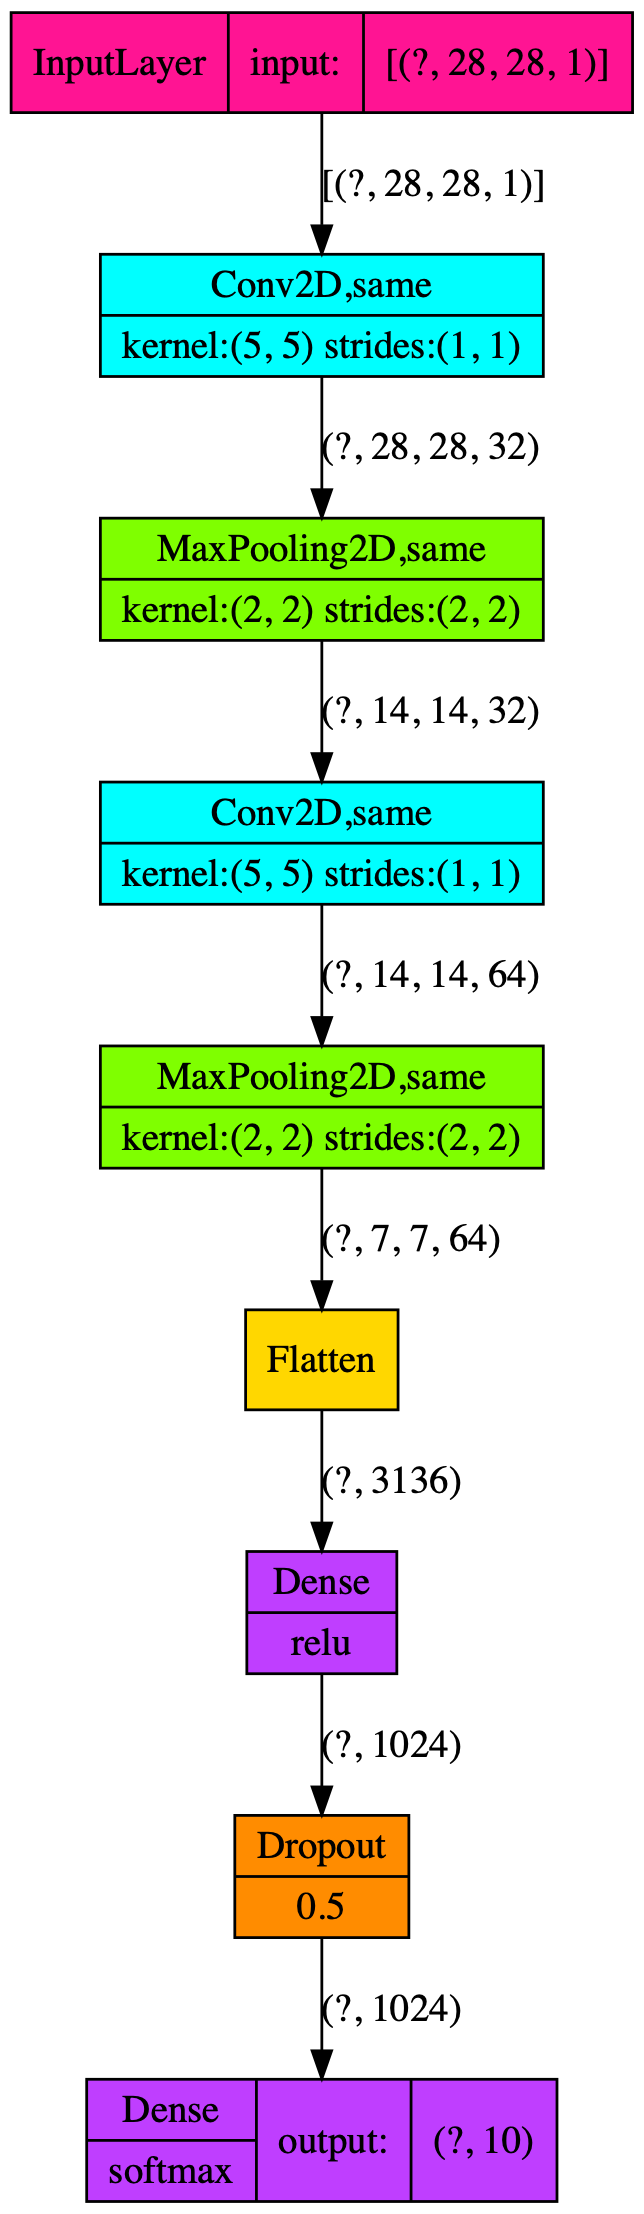 InputLayer input: [(?, 28, 28, 1)]
[(?, 28, 28, 1)]
Conv2D,same
kernel:(5, 5) strides:(1, 1)
(?, 28, 28, 32)
MaxPooling2D,same
kernel:(2, 2) strides:(2, 2)
(?, 14, 14, 32)
Conv2D,same
kernel:(5, 5) strides:(1, 1)
(?, 14, 14, 64)
MaxPooling2D,same
kernel:(2, 2) strides:(2, 2)
(?, 7, 7, 64)
Flatten
(?, 3136)
Dense
relu
(?, 1024)
Dropout
0.5
(?, 1024)
Dense
softmax
output:
(?, 10)